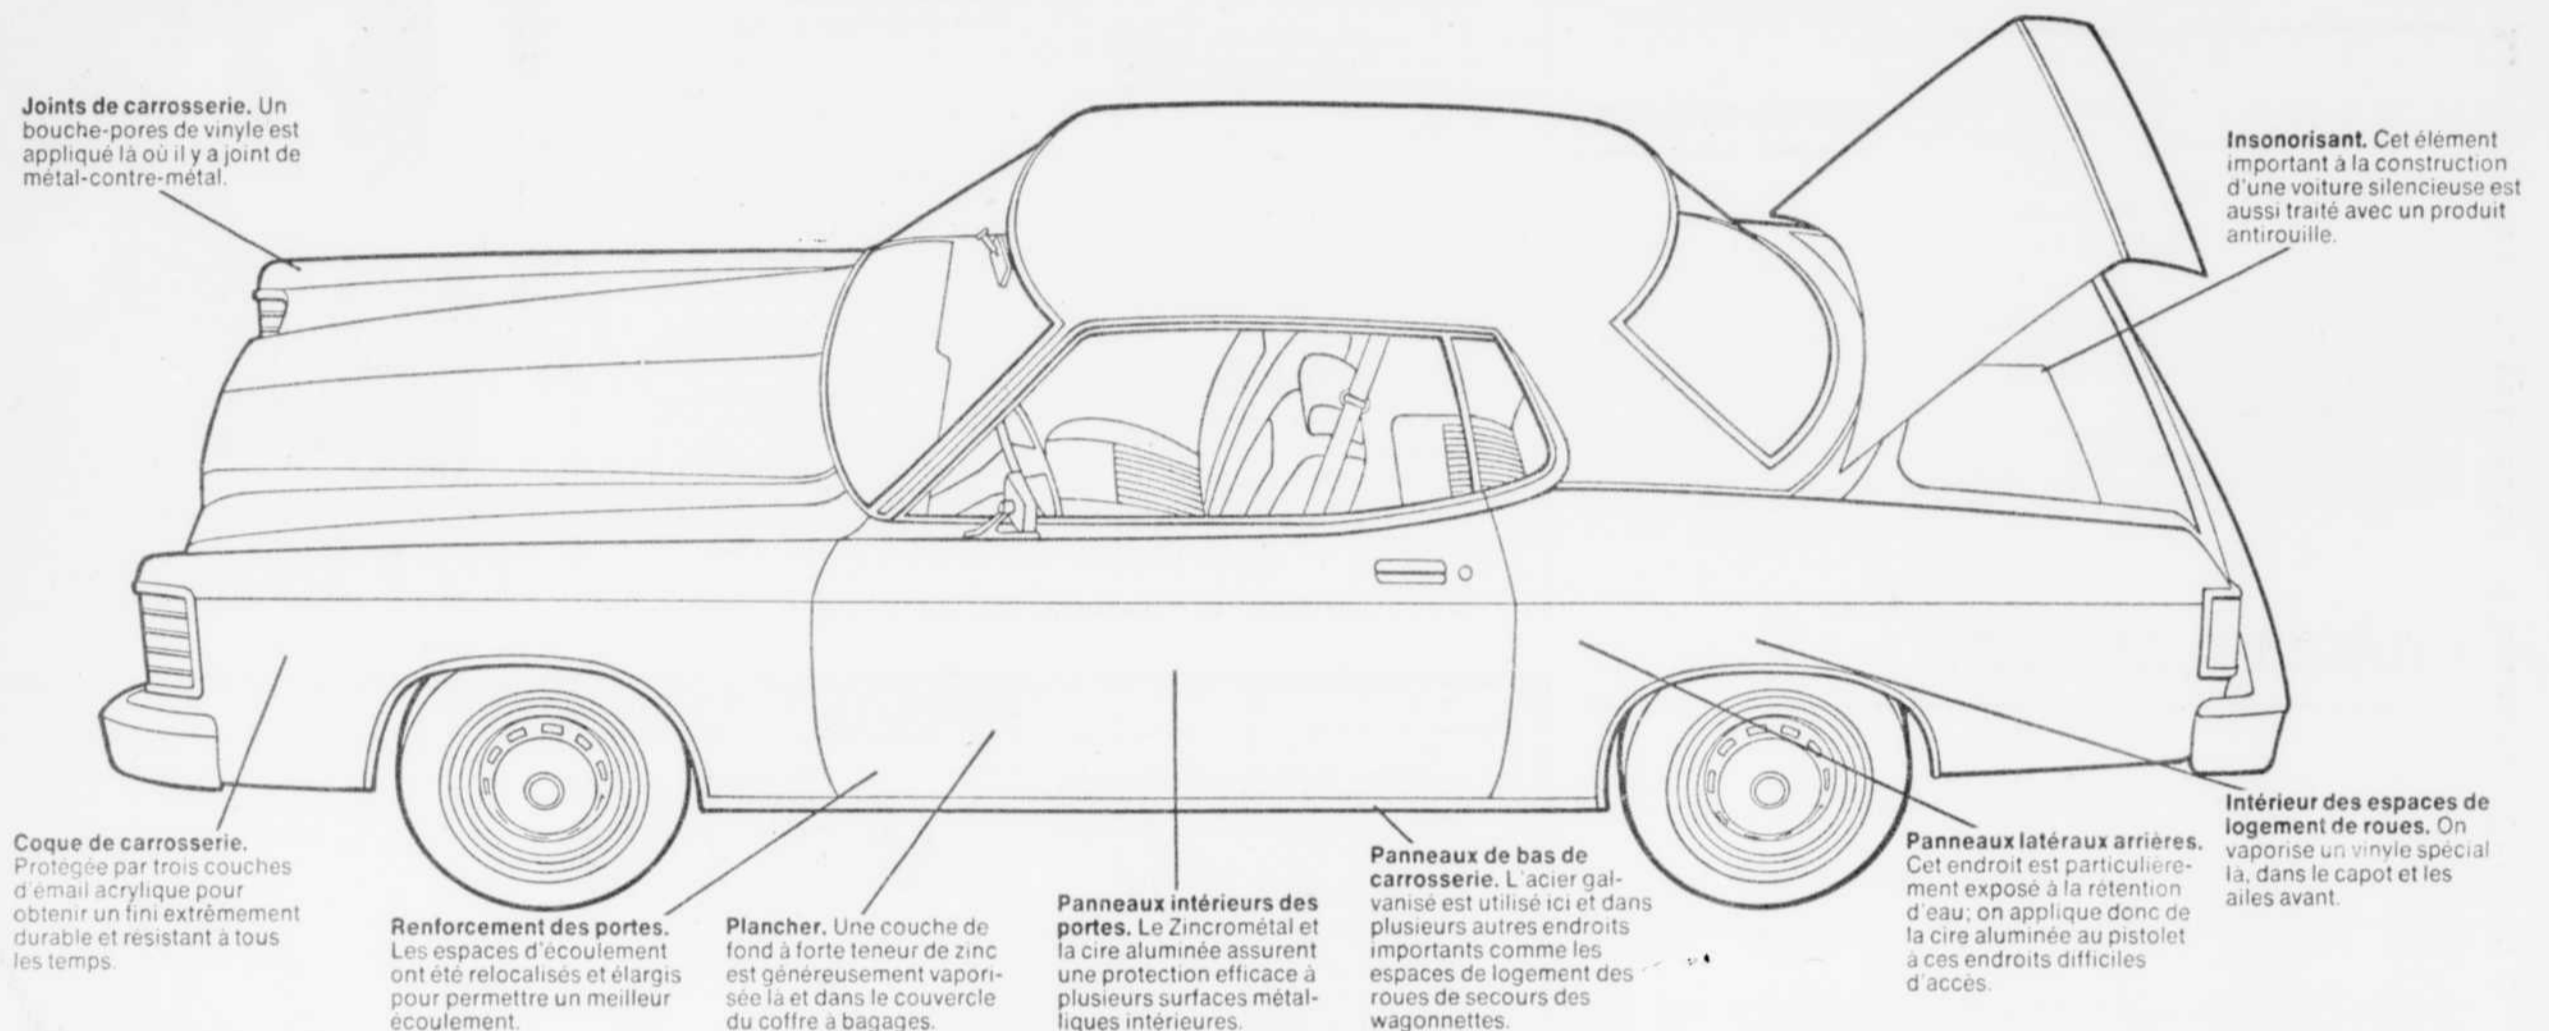 Joints de carrosserie. Un
bouche-pores de vinyle est
appliqué là où il y a joint de
métal-contre-métal.
Insonorisant. Cet élément
important à la construction
d'une voiture silencieuse est
aussi traité avec un produit
antirouille.
Coque de carrosserie.
Protégée par trois couches
d'émail acrylique pour
obtenir un fini extrêmement
durable et résistant à tous
les temps.
Renforcement des portes.
Les espaces d'écoulement
ont été relocalisés et élargis
pour permettre un meilleur
écoulement.
Plancher. Une couche de
fond à forte teneur de zinc
est généreusement vapori-
sée là et dans le couvercle
du coffre à bagages.
Panneaux intérieurs des
portes. Le Zincrométal et
la cire aluminée assurent
une protection efficace à
plusieurs surfaces métal-
liques intérieures.
Panneaux de bas de
carrosserie. L'acier gal-
vanisé est utilisé ici et dans
plusieurs autres endroits
importants comme les
espaces de logement des
roues de secours des
wagonnettes.
Panneaux latéraux arrières.
Cet endroit est particulière-
ment exposé à la rétention
d'eau; on applique donc de
la cire aluminée au pistolet
à ces endroits difficiles
d'accès.
Intérieur des espaces de
logement de roues. On
vaporise un vinyle spécial
là, dans le capot et les
ailes avant.